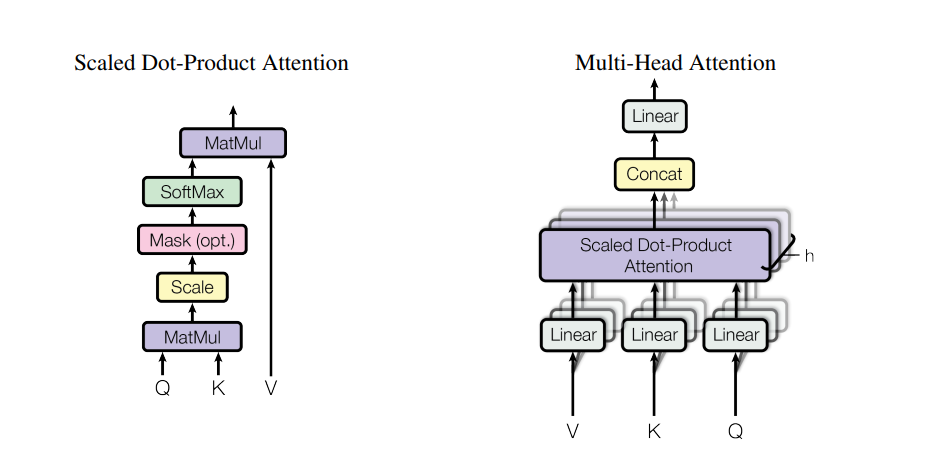 Scaled Dot-Product Attention
MatMul
SoftMax
Mask (opt.)
Scale
MatMul
Q K V
Multi-Head Attention
Linear
Concat
Scaled Dot-Product
Attention
h
Linear Linear Linear
V K Q